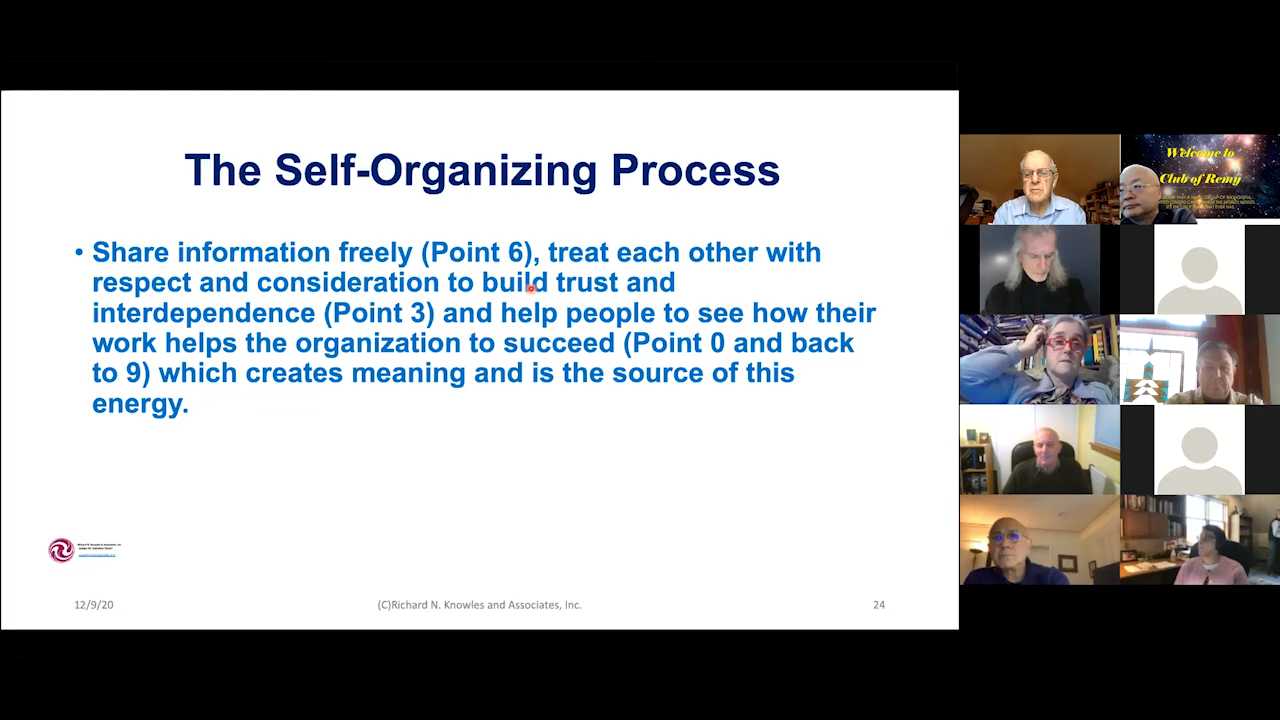 The Self-Organizing Process
• Share information freely (Point 6), treat each other with
respect and consideration to build trust and
interdependence (Point 3) and help people to see how their
work helps the organization to succeed (Point 0 and back
to 9) which creates meaning and is the source of this
energy.
12/9/20
(C)Richard N. Knowles and Associates, Inc.
24
Welcome to
Club of Remy